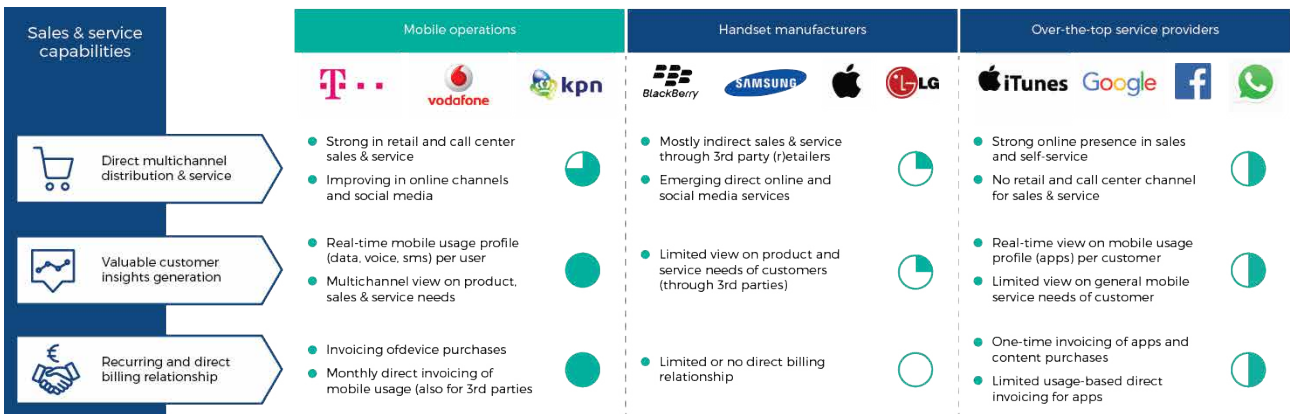 Sales & service
capabilities
Mobile operations
Handset manufacturers
Over-the-top service providers
T
vodafone
kpn
BlackBerry
SAMSUNG
LG
iTunes
Google
f
Direct multichannel
distribution & service
Strong in retail and call center
sales & service
Improving in online channels
and social media
Mostly indirect sales & service
through 3rd party (r)etailers
Emerging direct online and
social media services
Strong online presence in sales
and self-service
No retail and call center channel
for sales & service
Valuable customer
insights generation
Real-time mobile usage profile
(data, voice, sms) per user
Multichannel view on product,
sales & service needs
Limited view on product and
service needs of customers
(through 3rd parties)
Real-time view on mobile usage
profile (apps) per customer
Limited view on general mobile
service needs of customer
€
Recurring and direct
billing relationship
Invoicing ofdevice purchases
Monthly direct invoicing of
mobile usage (also for 3rd parties
Limited or no direct billing
relationship
One-time invoicing of apps and
content purchases
Limited usage-based direct
invoicing for apps